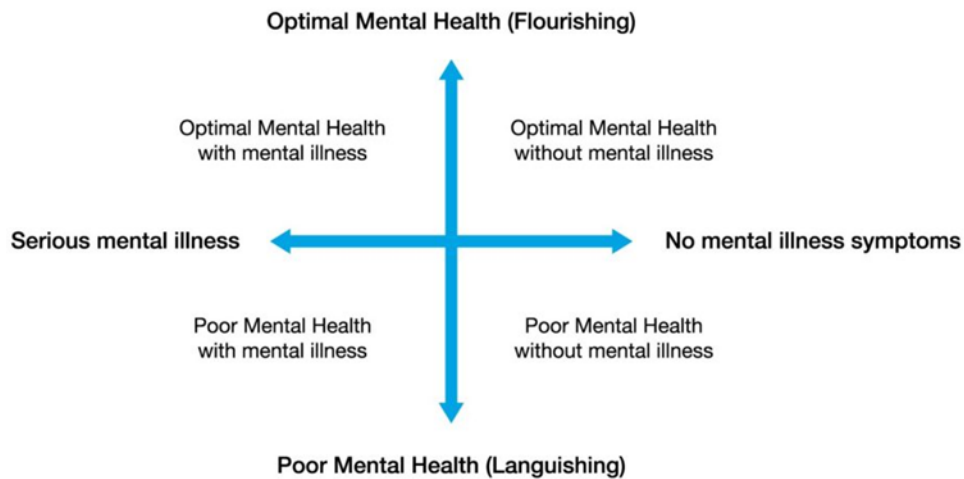 Optimal Mental Health (Flourishing)
Optimal Mental Health
with mental illness
Optimal Mental Health
without mental illness
Serious mental illness
No mental illness symptoms
Poor Mental Health
with mental illness
Poor Mental Health
without mental illness
Poor Mental Health (Languishing)